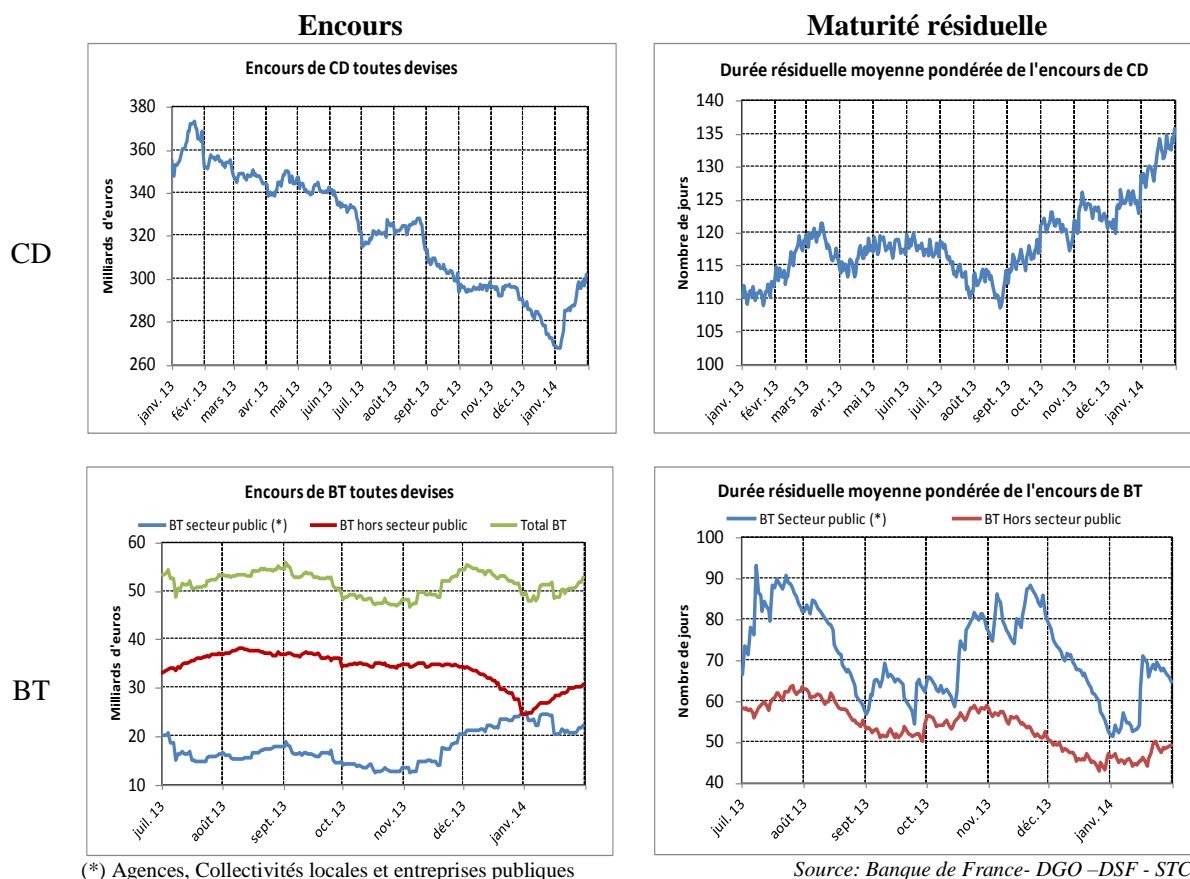 Encours
Maturité résiduelle
CD
Encours de CD toutes devises
Milliards d'euros
380
360
340
320
300
280
260
janv. 13
févr. 13
mars 13
avr. 13
mai 13
juin 13
juil. 13
août 13
sept. 13
oct. 13
nov. 13
déc. 13
janv. 14
Durée résiduelle moyenne pondérée de l'encours de CD
Nombre de jours
140
135
130
125
120
115
110
105
100
janv. 13
févr. 13
mars 13
avr. 13
mai 13
juin 13
juil. 13
août 13
sept. 13
oct. 13
nov. 13
déc. 13
janv. 14
BT
Encours de BT toutes devises
BT secteur public (*) BT hors secteur public Total BT
Milliards d'euros
60
50
40
30
20
10
juil. 13
août 13
sept. 13
oct. 13
nov. 13
déc. 13
janv. 14
Durée résiduelle moyenne pondérée de l'encours de BT
BT Secteur public (*) BT Hors secteur public
Nombre de jours
100
90
80
70
60
50
40
juil. 13
août 13
sept. 13
oct. 13
nov. 13
déc. 13
janv. 14
(*) Agences, Collectivités locales et entreprises publiques
Source: Banque de France- DGO –DSF - STC